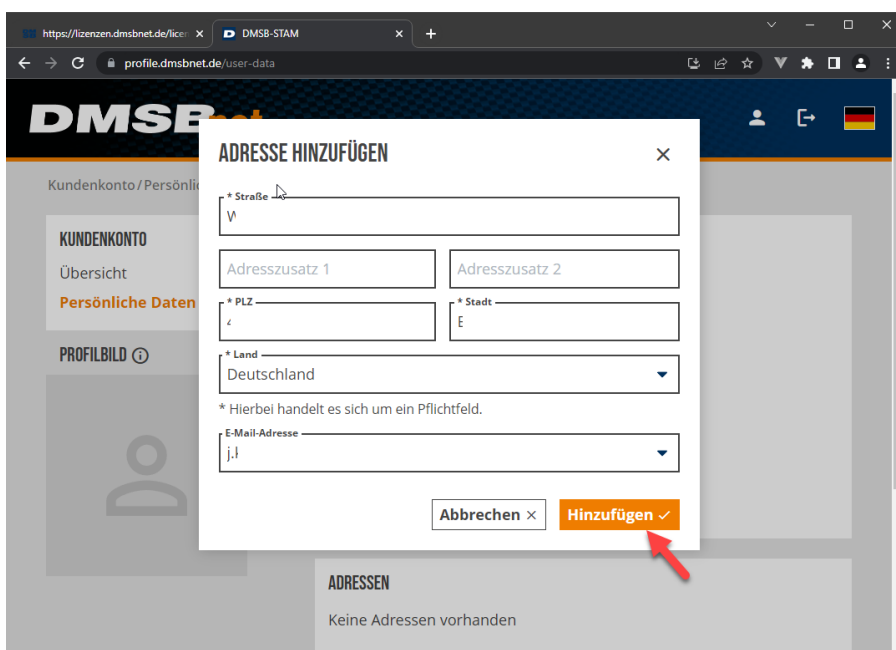 https://lizenzen.dmsbnet.de/licen
DMSB-STAM
profile.dmsbnet.de/user-data
DMSBnet
Kundenkonto/Persönlic
ADRESSE HINZUFÜGEN
* Straße
W
KUNDENKONTO
Übersicht
Adresszusatz 1 Adresszusatz 2
Persönliche Daten
* PLZ * Stadt
PROFILBILD
* Land
Deutschland
* Hierbei handelt es sich um ein Pflichtfeld.
E-Mail-Adresse
Abbrechen Hinzufügen
ADRESSEN
Keine Adressen vorhanden